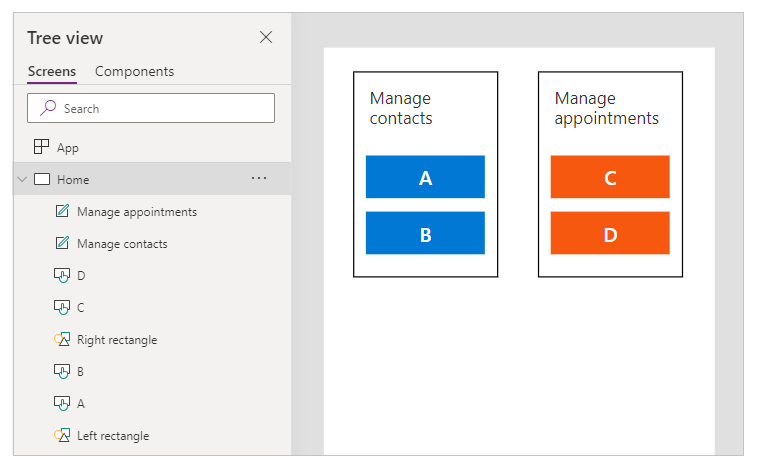 Tree view
Screens Components
Search
App
Home
Manage appointments
Manage contacts
D
C
Right rectangle
B
A
Left rectangle
Manage
contacts
A
B
Manage
appointments
C
D